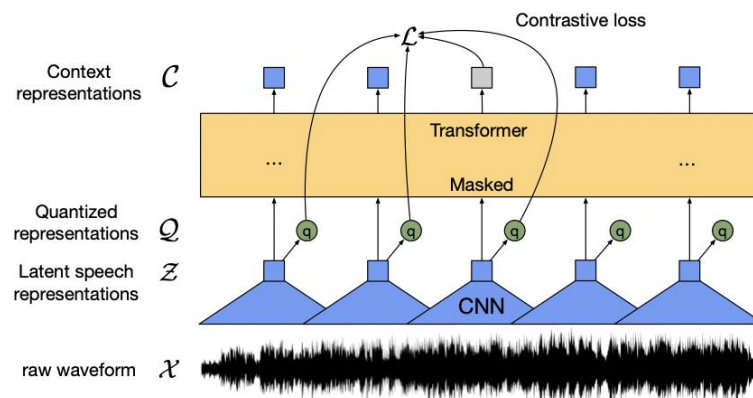 Contrastive loss
ℒ
Context
representations
𝒞
Transformer
...
...
Masked
Quantized
representations
𝒬
q
q
q
q
q
Latent speech
representations
𝒵
CNN
raw waveform
𝒳